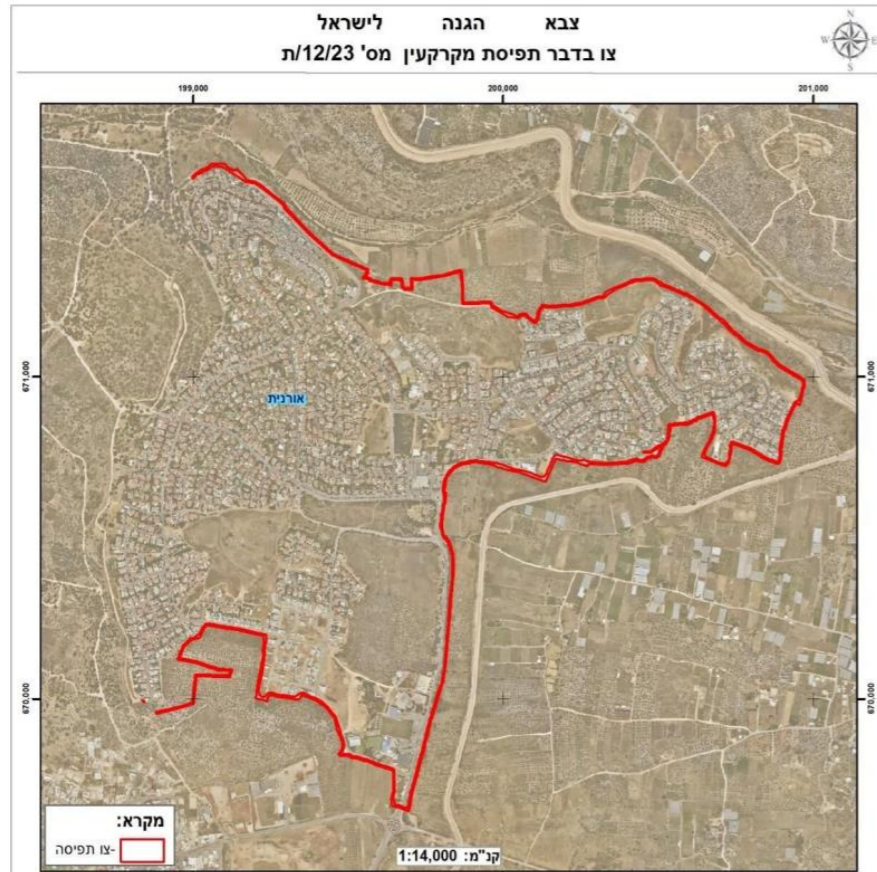 צבא הגנה לישראל
צו בדבר תפיסת מקרקעין מס' 12/23/ת
N
W E
S
199,000 200,000 201,000
671,000 671,000
אורנית
670,000 670,000
מקרא:
-צו תפיסה
קנ"מ: 1:14,000